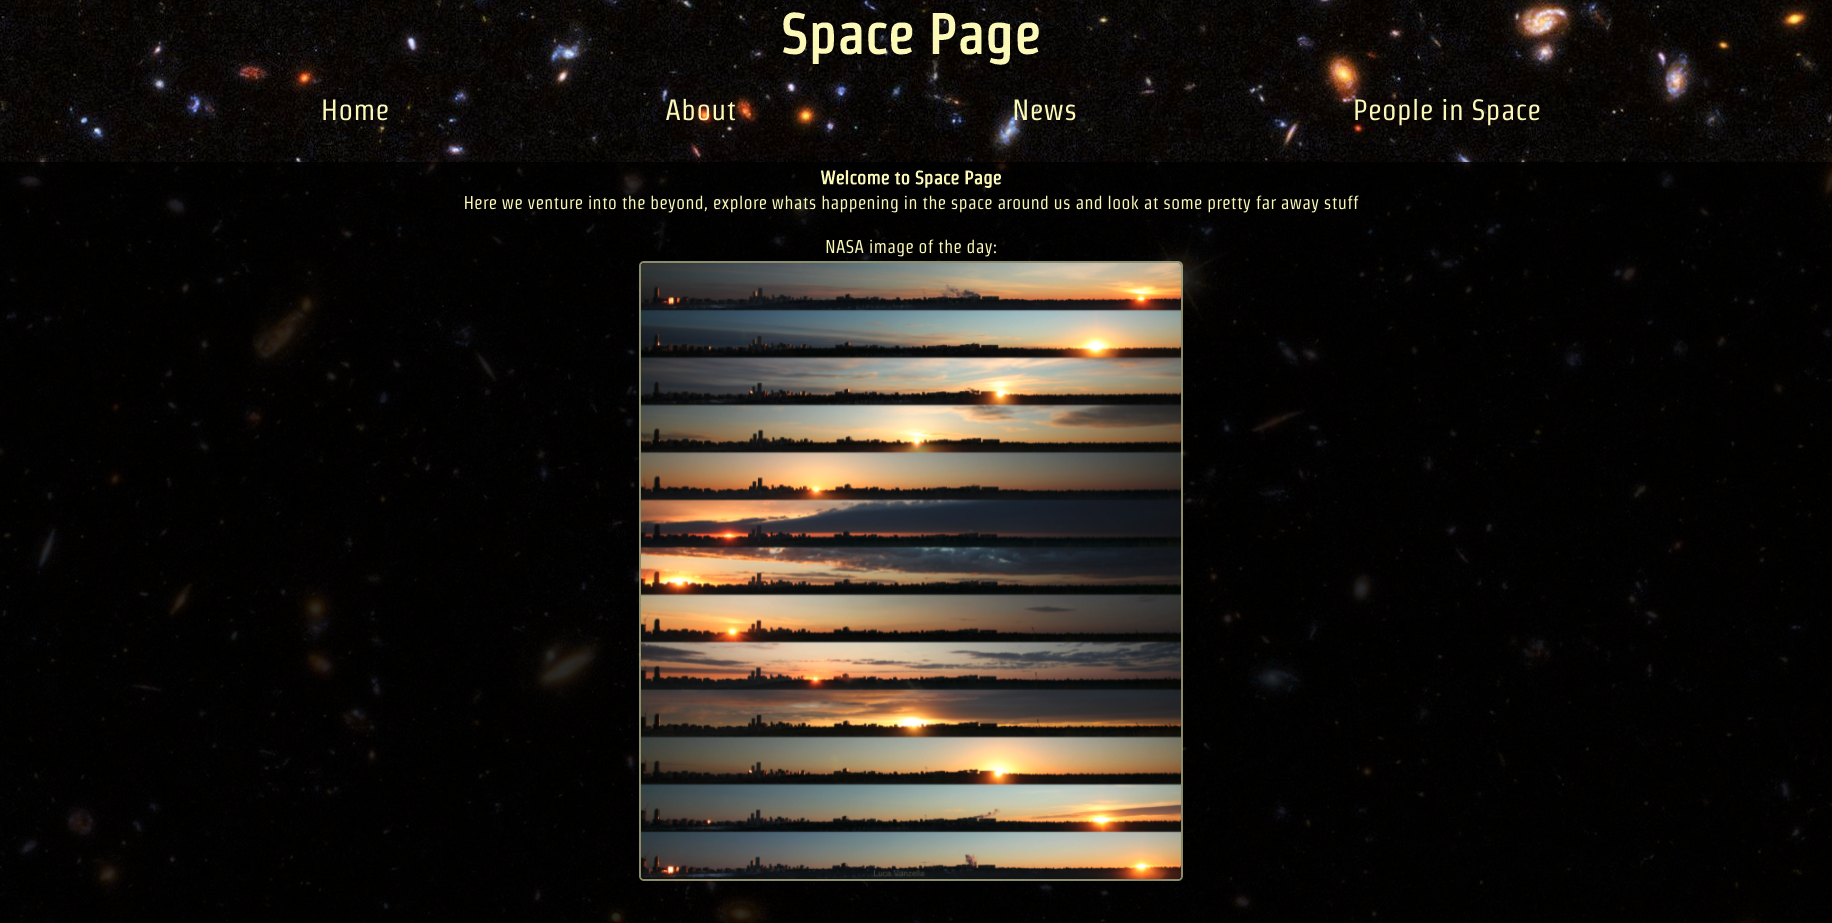 Space Page
Home About News People in Space
Welcome to Space Page
Here we venture into the beyond, explore whats happening in the space around us and look at some pretty far away stuff
NASA image of the day:
Luca Vanzella